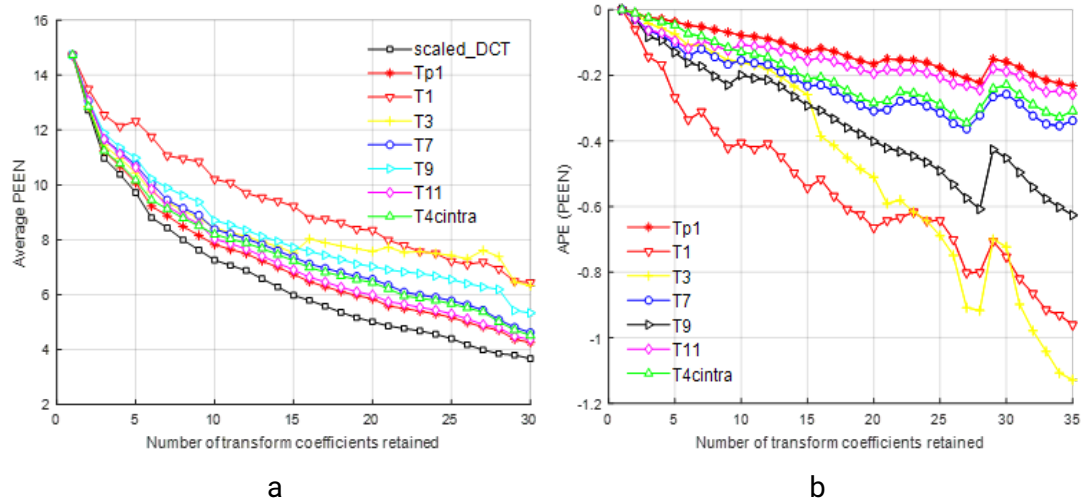 16
14
12
10
8
6
4
2
Average PEEN
0
5
10
15
20
25
30
Number of transform coefficients retained
scaled_DCT
Tp1
T1
T3
T7
T9
T11
T4cintra
a
0
-0.2
-0.4
-0.6
-0.8
-1
-1.2
APE (PEEN)
0
5
10
15
20
25
30
35
Number of transform coefficients retained
Tp1
T1
T3
T7
T9
T11
T4cintra
b